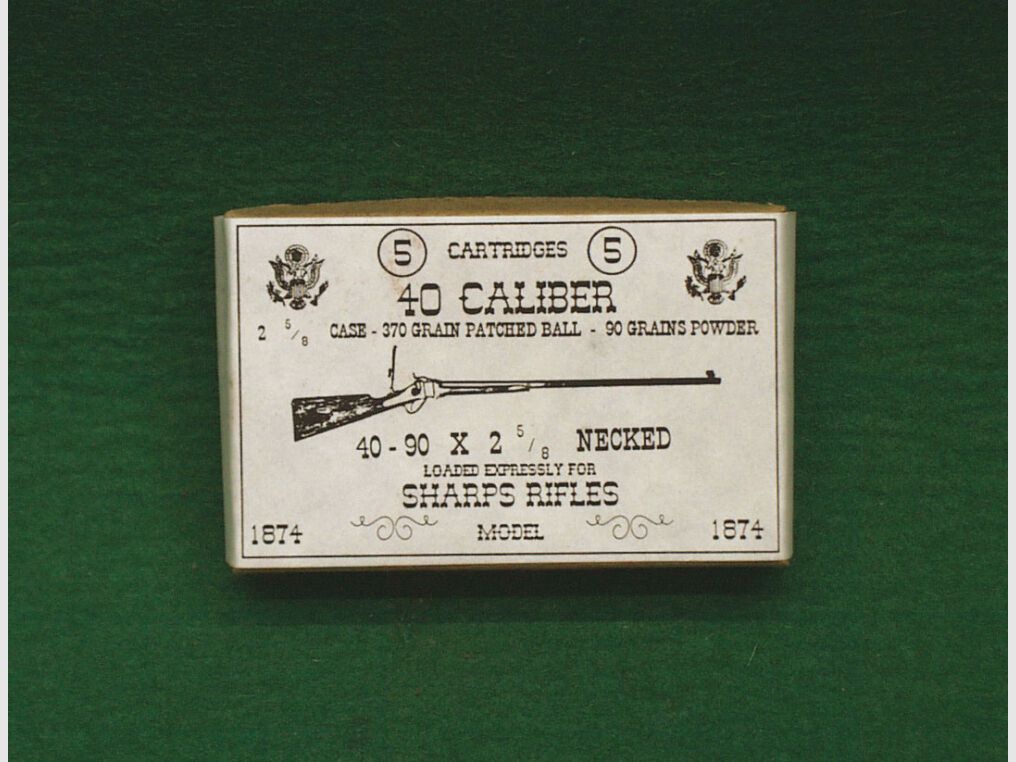 5 CARTRIDGES 5
40 CALIBER
2 5/8 CASE - 370 GRAIN PATCHED BALL - 90 GRAINS POWDER
40-90 X 2 5/8 NECKED
LOADED EXPRESSLY FOR
SHARPS RIFLES
1874 MODEL 1874